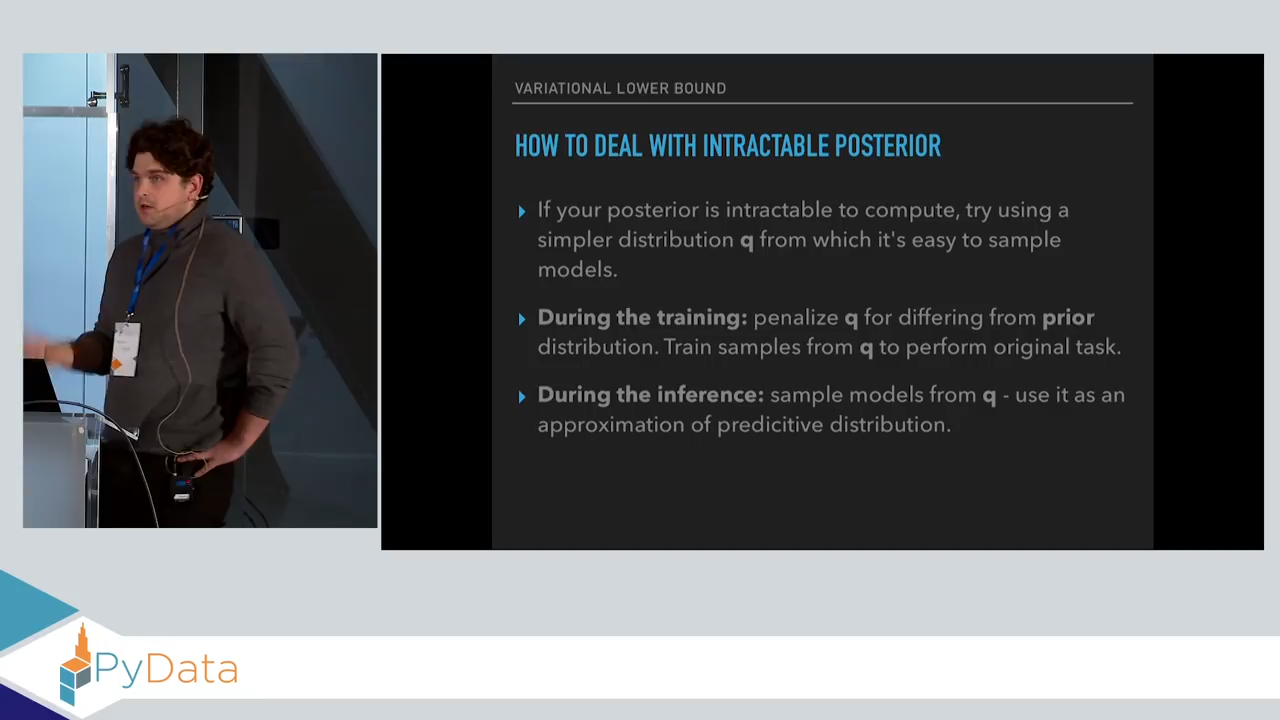 VARIATIONAL LOWER BOUND
HOW TO DEAL WITH INTRACTABLE POSTERIOR
If your posterior is intractable to compute, try using a
simpler distribution q from which it's easy to sample
models.
During the training: penalize q for differing from prior
distribution. Train samples from q to perform original task.
During the inference: sample models from q - use it as an
approximation of predicitive distribution.
PyData